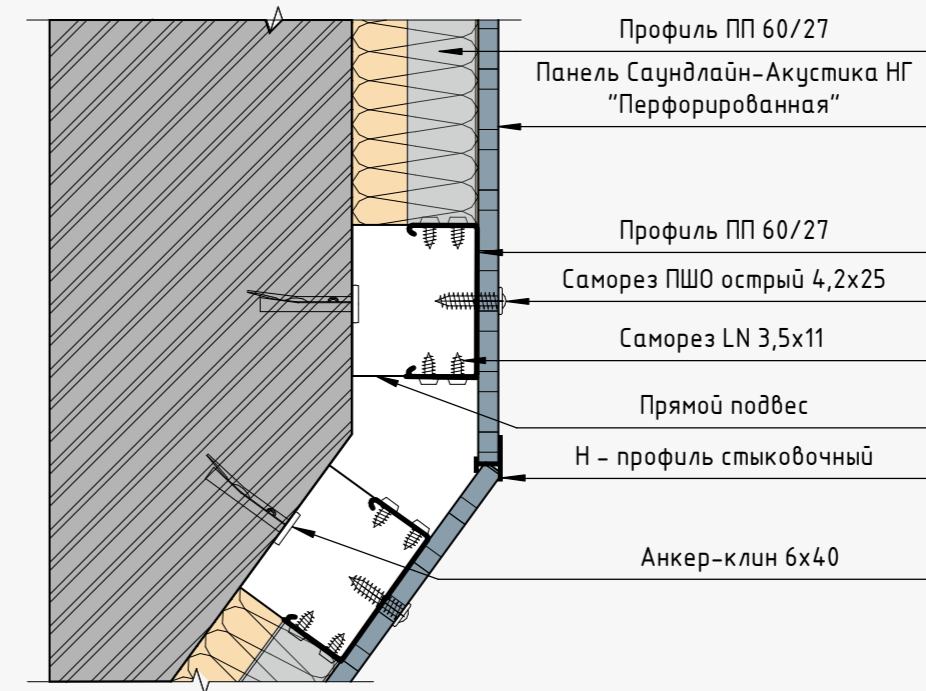 Профиль ПП 60/27
Панель Саундлайн-Акустика НГ
"Перфорированная"
Профиль ПП 60/27
Саморез ПШО острый 4,2х25
Саморез LN 3,5х11
Прямой подвес
Н - профиль стыковочный
Анкер-клин 6х40